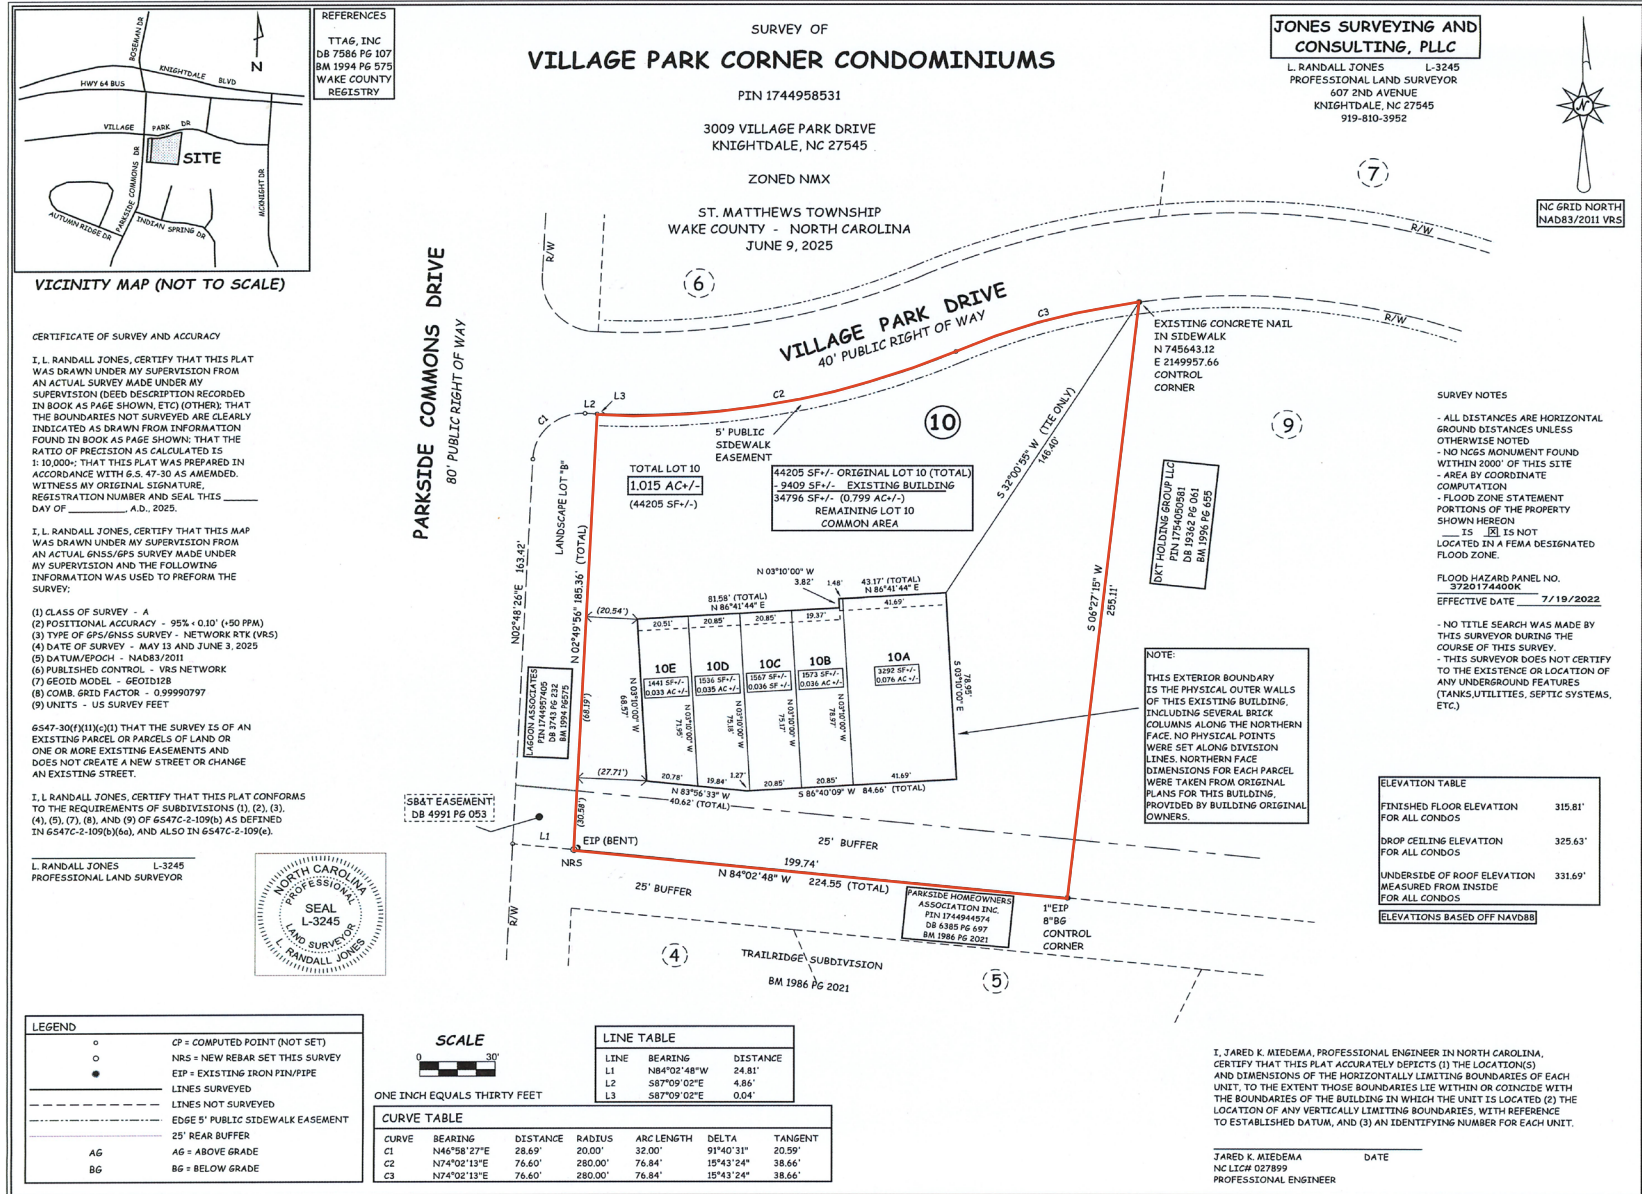 REFERENCES
TTAG, INC
DB 7586 PG 107
BM 1994 PG 575
WAKE COUNTY
REGISTRY
BOSEMAN DR
KNIGHTDALE BLVD
HWY 64 BUS
N
VILLAGE PARK DR
SITE
PARKSIDE COMMONS DR
MCKNIGHT DR
AUTUMN RIDGE DR
INDIAN SPRING DR
VICINITY MAP (NOT TO SCALE)
SURVEY OF
VILLAGE PARK CORNER CONDOMINIUMS
PIN 1744958531
3009 VILLAGE PARK DRIVE
KNIGHTDALE, NC 27545
ZONED NMX
ST. MATTHEWS TOWNSHIP
WAKE COUNTY - NORTH CAROLINA
JUNE 9, 2025
JONES SURVEYING AND
CONSULTING, PLLC
L. RANDALL JONES L-3245
PROFESSIONAL LAND SURVEYOR
607 2ND AVENUE
KNIGHTDALE, NC 27545
919-810-3952
N
NC GRID NORTH
NAD83/2011 VRS
CERTIFICATE OF SURVEY AND ACCURACY
I, L. RANDALL JONES, CERTIFY THAT THIS PLAT
WAS DRAWN UNDER MY SUPERVISION FROM
AN ACTUAL SURVEY MADE UNDER MY
SUPERVISION (DEED DESCRIPTION RECORDED
IN BOOK AS PAGE SHOWN, ETC) (OTHER); THAT
THE BOUNDARIES NOT SURVEYED ARE CLEARLY
INDICATED AS DRAWN FROM INFORMATION
FOUND IN BOOK AS PAGE SHOWN; THAT THE
RATIO OF PRECISION AS CALCULATED IS
1: 10,000+; THAT THIS PLAT WAS PREPARED IN
ACCORDANCE WITH G.S. 47-30 AS AMEMDED.
WITNESS MY ORIGINAL SIGNATURE,
REGISTRATION NUMBER AND SEAL THIS ______
DAY OF __________, A.D., 2025.
I, L. RANDALL JONES, CERTIFY THAT THIS MAP
WAS DRAWN UNDER MY SUPERVISION FROM
AN ACTUAL GNSS/GPS SURVEY MADE UNDER
MY SUPERVISION AND THE FOLLOWING
INFORMATION WAS USED TO PREFORM THE
SURVEY;
(1) CLASS OF SURVEY - A
(2) POSITIONAL ACCURACY - 95% < 0.10' (+50 PPM)
(3) TYPE OF GPS/GNSS SURVEY - NETWORK RTK (VRS)
(4) DATE OF SURVEY - MAY 13 AND JUNE 3, 2025
(5) DATUM/EPOCH - NAD83/2011
(6) PUBLISHED CONTROL - VRS NETWORK
(7) GEOID MODEL - GEOID12B
(8) COMB. GRID FACTOR - 0.99990797
(9) UNITS - US SURVEY FEET
GS47-30(f)(11)(c)(1) THAT THE SURVEY IS OF AN
EXISTING PARCEL OR PARCELS OF LAND OR
ONE OR MORE EXISTING EASEMENTS AND
DOES NOT CREATE A NEW STREET OR CHANGE
AN EXISTING STREET.
I, L RANDALL JONES, CERTIFY THAT THIS PLAT CONFORMS
TO THE REQUIREMENTS OF SUBDIVISIONS (1), (2), (3),
(4), (5), (7), (8), AND (9) OF GS47C-2-109(b) AS DEFINED
IN GS47C-2-109(b)(6a), AND ALSO IN GS47C-2-109(e).
L. RANDALL JONES L-3245
PROFESSIONAL LAND SURVEYOR
NORTH CAROLINA
PROFESSIONAL
SEAL
L-3245
LAND SURVEYOR
L. RANDALL JONES
PARKSIDE COMMONS DRIVE
80' PUBLIC RIGHT OF WAY
R/W
6
7
R/W
VILLAGE PARK DRIVE
40' PUBLIC RIGHT OF WAY
C3
R/W
EXISTING CONCRETE NAIL
IN SIDEWALK
N 745643.12
E 2149957.66
CONTROL
CORNER
L3
L2
C1
C2
5' PUBLIC
SIDEWALK
EASEMENT
10
9
S 32°00'55" W (TIE ONLY)
146.40'
TOTAL LOT 10
1.015 AC+/-
(44205 SF+/-)
44205 SF+/- ORIGINAL LOT 10 (TOTAL)
- 9409 SF+/- EXISTING BUILDING
34796 SF+/- (0.799 AC+/-)
REMAINING LOT 10
COMMON AREA
DKT HOLDING GROUP LLC
PIN 1754050581
DB 19362 PG 061
BM 1996 PG 655
LANDSCAPE LOT "B"
N02°48'26"E 163.42'
N 02°49'56" 185.36' (TOTAL)
N 03°10'00" W
3.82'
1.48'
43.17' (TOTAL)
N 86°41'44" E
81.58' (TOTAL)
N 86°41'44" E
41.69'
(20.54')
20.51'
20.85'
20.85'
19.37'
10E
1441 SF+/-
0.033 AC +/-
10D
1536 SF+/-
0.035 AC +/-
10C
1567 SF+/-
0.036 SF +/-
10B
1573 SF+/-
0.036 AC +/-
10A
3292 SF+/-
0.076 AC +/-
N 03°10'00" W
68.57'
N 03°10'00" W
71.95'
N 03°10'00" W
75.18'
N 03°10'00" W
75.17'
N 03°10'00" W
78.97'
S 03°10'00" E
78.95'
S 06°27'15" W
255.11'
LAGOON ASSOCIATES
PIN 1744957405
DB 3743 PG 232
BM 1994 PG575
(68.19')
(27.71')
20.78'
19.84'
1.27'
20.85'
20.85'
41.69'
N 83°56'33" W
40.62' (TOTAL)
S 86°40'09" W 84.66' (TOTAL)
SB&T EASEMENT
DB 4991 PG 053
(30.58')
L1
EIP (BENT)
NRS
25' BUFFER
199.74'
N 84°02'48" W 224.55 (TOTAL)
25' BUFFER
R/W
PARKSIDE HOMEOWNERS
ASSOCIATION INC.
PIN 1744944574
DB 6385 PG 697
BM 1986 PG 2021
1"EIP
8"BG
CONTROL
CORNER
4
TRAILRIDGE SUBDIVISION
BM 1986 PG 2021
5
NOTE:
THIS EXTERIOR BOUNDARY
IS THE PHYSICAL OUTER WALLS
OF THIS EXISTING BUILDING,
INCLUDING SEVERAL BRICK
COLUMNS ALONG THE NORTHERN
FACE. NO PHYSICAL POINTS
WERE SET ALONG DIVISION
LINES. NORTHERN FACE
DIMENSIONS FOR EACH PARCEL
WERE TAKEN FROM ORIGINAL
PLANS FOR THIS BUILDING,
PROVIDED BY BUILDING ORIGINAL
OWNERS.
SURVEY NOTES
- ALL DISTANCES ARE HORIZONTAL
GROUND DISTANCES UNLESS
OTHERWISE NOTED
- NO NCGS MONUMENT FOUND
WITHIN 2000' OF THIS SITE
- AREA BY COORDINATE
COMPUTATION
- FLOOD ZONE STATEMENT
PORTIONS OF THE PROPERTY
SHOWN HEREON
___ IS X IS NOT
LOCATED IN A FEMA DESIGNATED
FLOOD ZONE.
FLOOD HAZARD PANEL NO.
3720174400K
EFFECTIVE DATE 7/19/2022
- NO TITLE SEARCH WAS MADE BY
THIS SURVEYOR DURING THE
COURSE OF THIS SURVEY.
- THIS SURVEYOR DOES NOT CERTIFY
TO THE EXISTENCE OR LOCATION OF
ANY UNDERGROUND FEATURES
(TANKS,UTILITIES, SEPTIC SYSTEMS,
ETC.)
ELEVATION TABLE
FINISHED FLOOR ELEVATION 315.81'
FOR ALL CONDOS
DROP CEILING ELEVATION 325.63'
FOR ALL CONDOS
UNDERSIDE OF ROOF ELEVATION 331.69'
MEASURED FROM INSIDE
FOR ALL CONDOS
ELEVATIONS BASED OFF NAVD88
LEGEND
CP = COMPUTED POINT (NOT SET)
NRS = NEW REBAR SET THIS SURVEY
EIP = EXISTING IRON PIN/PIPE
LINES SURVEYED
LINES NOT SURVEYED
EDGE 5' PUBLIC SIDEWALK EASEMENT
25' REAR BUFFER
AG AG = ABOVE GRADE
BG BG = BELOW GRADE
SCALE
0 30'
ONE INCH EQUALS THIRTY FEET
LINE TABLE
LINE BEARING DISTANCE
L1 N84°02'48"W 24.81'
L2 S87°09'02"E 4.86'
L3 S87°09'02"E 0.04'
CURVE TABLE
CURVE BEARING DISTANCE RADIUS ARC LENGTH DELTA TANGENT
C1 N46°58'27"E 28.69' 20.00' 32.00' 91°40'31" 20.59'
C2 N74°02'13"E 76.60' 280.00' 76.84' 15°43'24" 38.66'
C3 N74°02'13"E 76.60' 280.00' 76.84' 15°43'24" 38.66'
I, JARED K. MIEDEMA, PROFESSIONAL ENGINEER IN NORTH CAROLINA,
CERTIFY THAT THIS PLAT ACCURATELY DEPICTS (1) THE LOCATION(S)
AND DIMENSIONS OF THE HORIZONTALLY LIMITING BOUNDARIES OF EACH
UNIT, TO THE EXTENT THOSE BOUNDARIES LIE WITHIN OR COINCIDE WITH
THE BOUNDARIES OF THE BUILDING IN WHICH THE UNIT IS LOCATED (2) THE
LOCATION OF ANY VERTICALLY LIMITING BOUNDARIES, WITH REFERENCE
TO ESTABLISHED DATUM, AND (3) AN IDENTIFYING NUMBER FOR EACH UNIT.
JARED K. MIEDEMA DATE
NC LIC# 027899
PROFESSIONAL ENGINEER